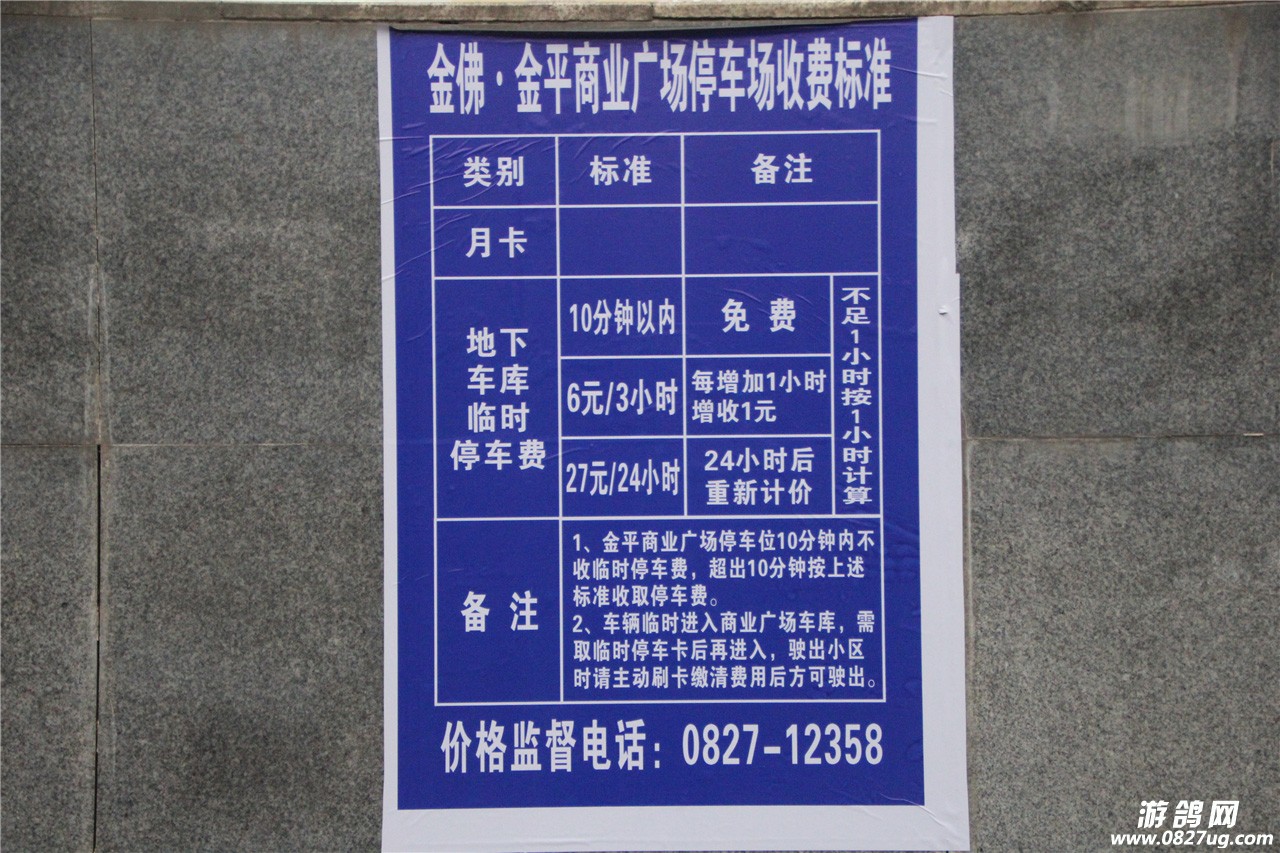 金佛·金平商业广场停车场收费标准
类别
标准
备注
月卡
地下
车库
临时
停车费
10分钟以内
免费
6元/3小时
每增加1小时
增收1元
27元/24小时
24小时后
重新计价
不足1小时按1小时计算
备注
1、金平商业广场停车位10分钟内不
收临时停车费，超出10分钟按上述
标准收取停车费。
2、车辆临时进入商业广场车库，需
取临时停车卡后再进入，驶出小区
时请主动刷卡缴清费用后方可驶出。
价格监督电话：0827-12358
游鸽网
www.0827ug.com